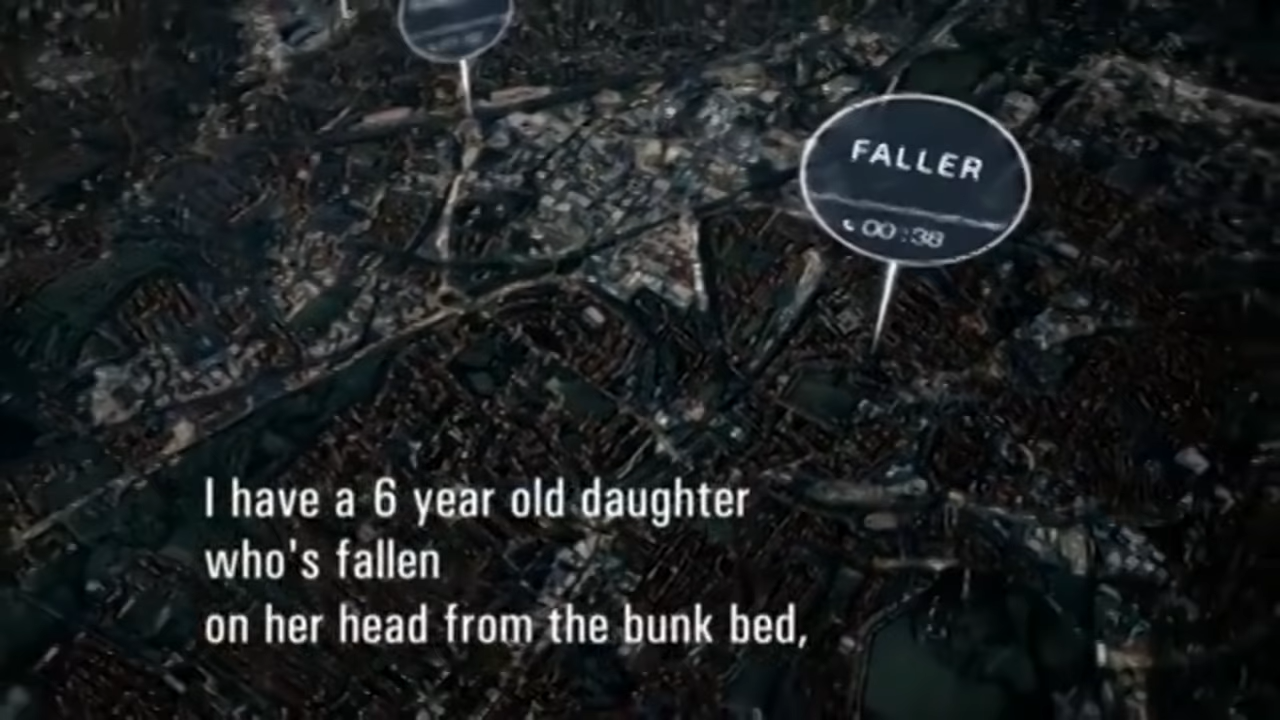 FALLER
00:38
I have a 6 year old daughter
who's fallen
on her head from the bunk bed,